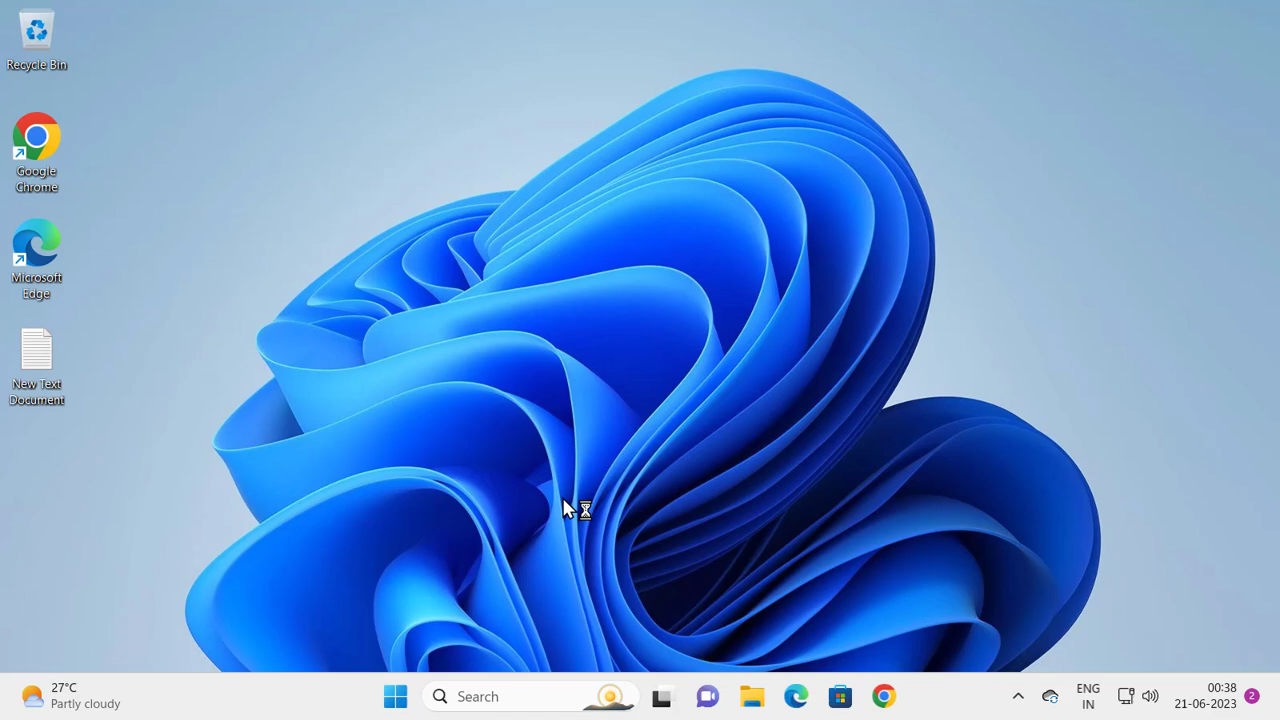 Recycle Bin
Google
Chrome
Microsoft
Edge
New Text
Document
27°C
Partly cloudy
Search
ENG
IN
00:38
21-06-2023
2